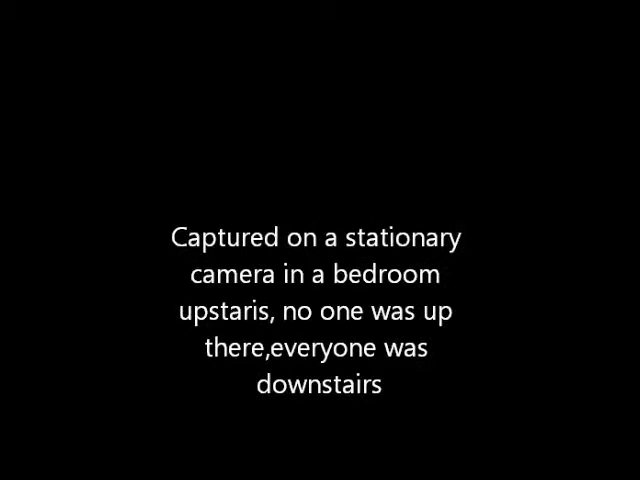 Captured on a stationary
camera in a bedroom
upstaris, no one was up
there,everyone was
downstairs